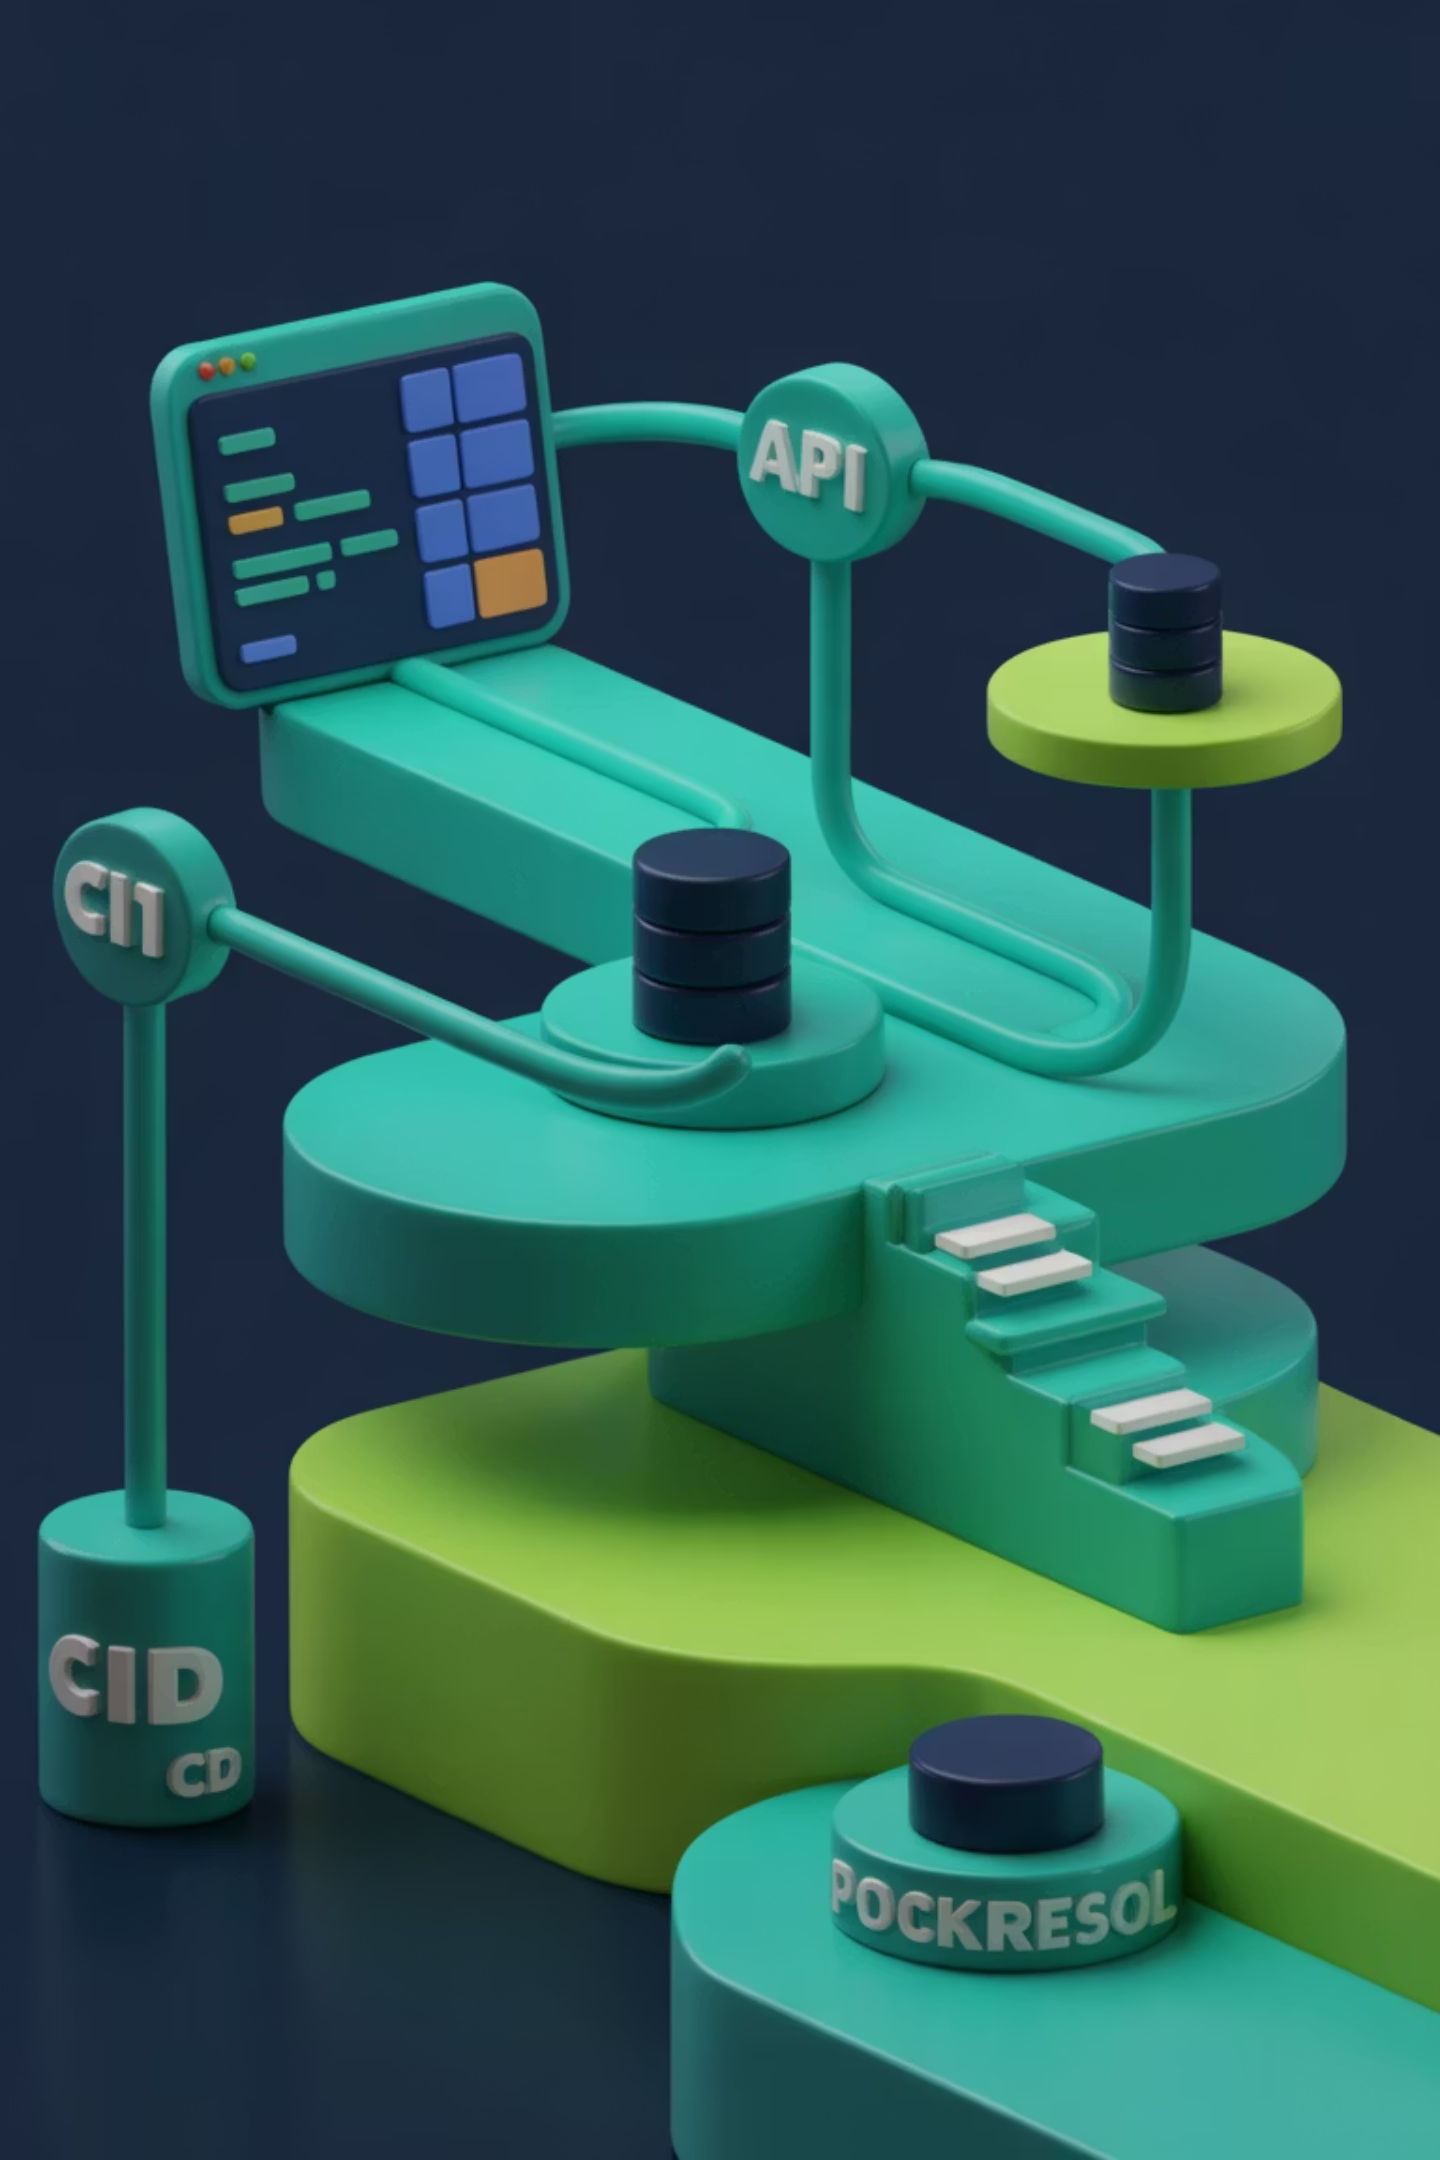 API
CI1
CID
CD
POCKRESOL